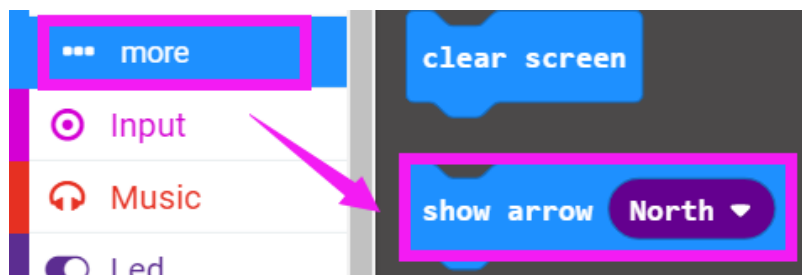 more
Input
Music
Led
clear screen
show arrow North